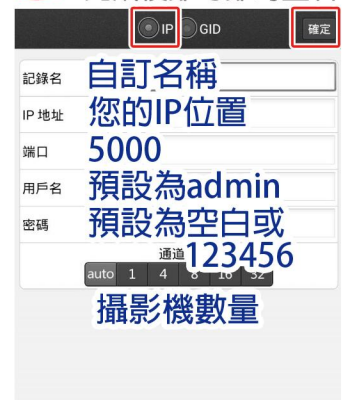 IP GID 確定
記錄名 自訂名稱
IP 地址 您的IP位置
端口 5000
用戶名 預設為admin
密碼 預設為空白或
通道 123456
auto 1 4 8 16 32
攝影機數量